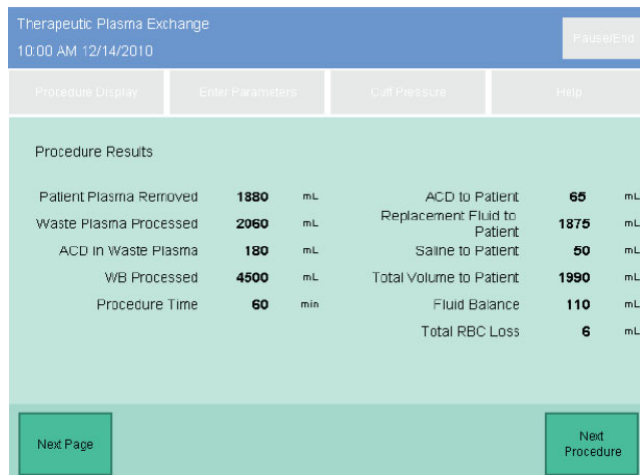 Therapeutic Plasma Exchange
10:00 AM 12/14/2010
Pause/End
Procedure Display
Enter Parameters
Cuff Pressure
Help
Procedure Results
Patient Plasma Removed 1880 mL
Waste Plasma Processed 2060 mL
ACD in Waste Plasma 180 mL
WB Processed 4500 mL
Procedure Time 60 min
ACD to Patient 65 mL
Replacement Fluid to
Patient 1875 mL
Saline to Patient 50 mL
Total Volume to Patient 1990 mL
Fluid Balance 110 mL
Total RBC Loss 6 mL
Next Page
Next
Procedure